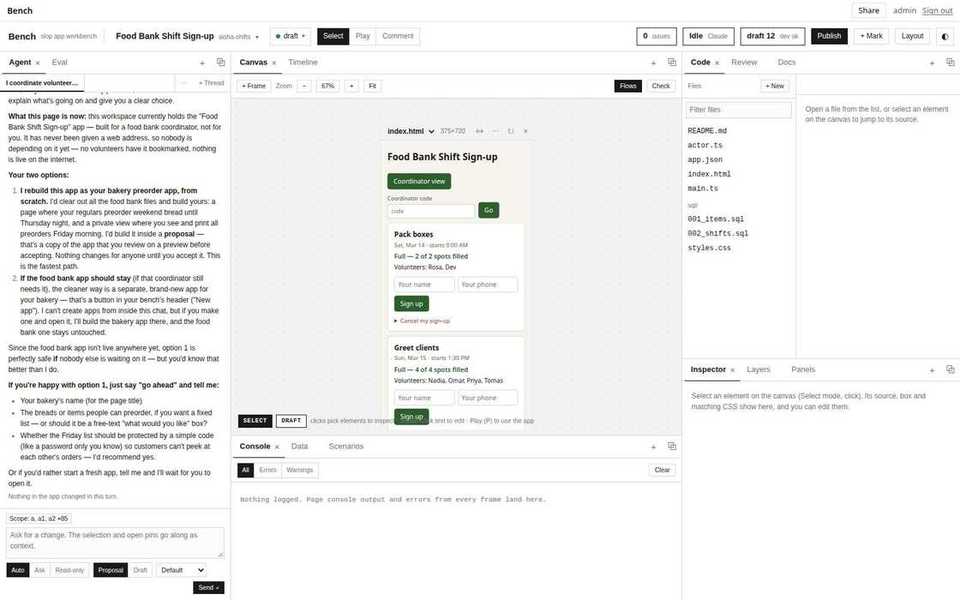 Bench
Share admin Sign out
Bench slop app workbench Food Bank Shift Sign-up aloha-shifts draft Select Play Comment 0 issues Idle Claude draft 12 dev ok Publish + Mark Layout
Agent × Eval +
Canvas × Timeline +
Code × Review Docs +
I coordinate volunteer… ··· + Thread
+ Frame Zoom − 67% + Fit Flows Check
Files + New
Filter files
README.md
actor.ts
app.json
index.html
main.ts
sql
001_items.sql
002_shifts.sql
styles.css
Open a file from the list, or select an element
on the canvas to jump to its source.
explain what's going on and give you a clear choice.
What this page is now: this workspace currently holds the "Food
Bank Shift Sign-up" app — built for a food bank coordinator, not for
you. It has never been given a web address, so nobody is
depending on it yet — no volunteers have it bookmarked, nothing
is live on the internet.
Your two options:
1. I rebuild this as your bakery preorder app, from
scratch. I'd clear out all the food bank files and build yours: a
page where your regulars preorder weekend bread until
Thursday night, and a private view where you see and print all
preorders Friday morning. I'd build it inside a proposal —
that's a copy of the app that you review on a preview before
accepting. Nothing changes for anyone until you accept it. This
is the fastest path.
2. If the food bank app should stay (if that coordinator still
needs it), the cleaner way is a separate, brand-new app for
your bakery — that's a button in your bench's header ("New
app"). I can't create apps from inside this chat, but if you make
one and open it, I'll build the bakery app there, and the food
bank one stays untouched.
Since the food bank app isn't live anywhere yet, option 1 is
perfectly safe if nobody else is waiting on it — but you'd know that
better than I do.
If you're happy with option 1, just say "go ahead" and tell me:
• Your bakery's name (for the page title)
• The breads or items people can preorder, if you want a fixed
list — or should it be a free-text "what would you like" box?
• Whether the Friday list should be protected by a simple code
(like a password only you know) so customers can't peek at
each other's orders — I'd recommend yes.
Or if you'd rather start a fresh app, tell me and I'll wait for you to
open it.
Nothing in the app changed in this turn.
Scope: a, a1, a2 +85
Ask for a change. The selection and open pins go along as
context.
Auto Ask Read-only Proposal Draft Default
Send
index.html 375×720 ··· ×
Food Bank Shift Sign-up
Coordinator view
Coordinator code
code Go
Pack boxes
Sat, Mar 14 · starts 9:00 AM
Full — 2 of 2 spots filled
Volunteers: Rosa, Dev
Your name Your phone
Sign up
Cancel my sign-up
Greet clients
Sun, Mar 15 · starts 1:30 PM
Full — 4 of 4 spots filled
Volunteers: Nadia, Omar, Priya, Tomas
Your name Your phone
Sign up
SELECT DRAFT clicks pick elements to inspect text to edit · Play (P) to use the app
Console × Data Scenarios +
All Errors Warnings Clear
Nothing logged. Page console output and errors from every frame land here.
Inspector × Layers Panels +
Select an element on the canvas (Select mode, click). Its source, box and
matching CSS show here, and you can edit them.